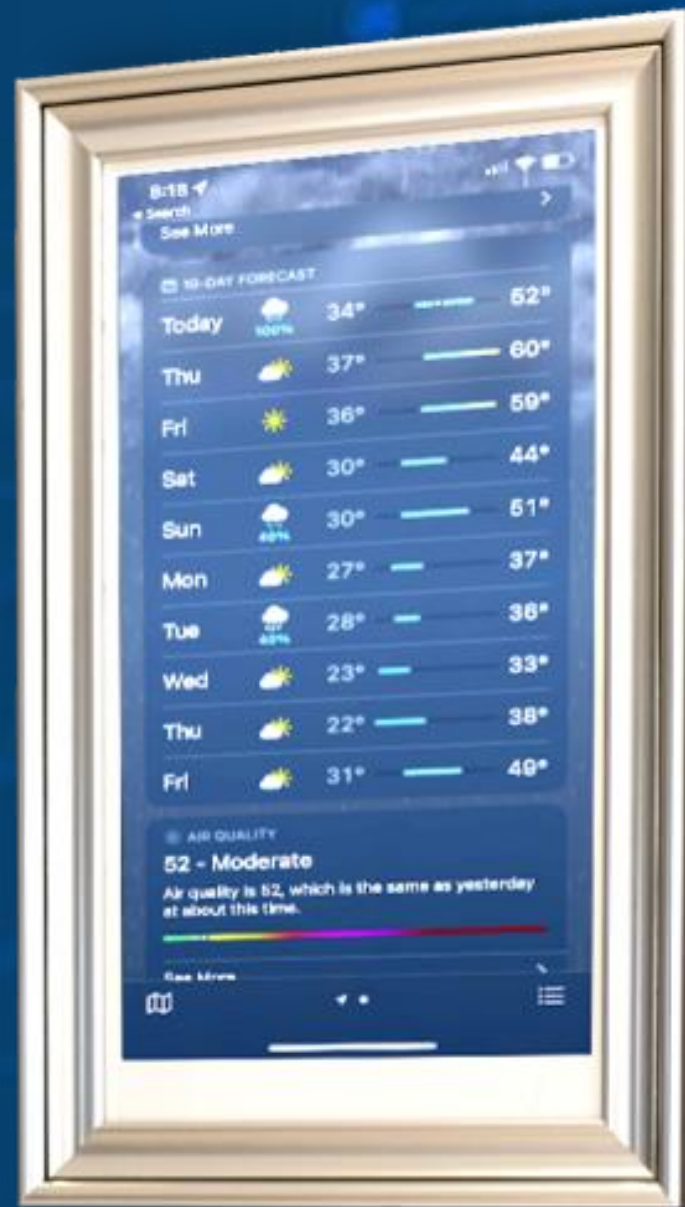 8:18
Search
See More
10-DAY FORECAST
Today 100% 34° 52°
Thu 37° 60°
Fri 36° 59°
Sat 30° 44°
Sun 30° 51°
Mon 27° 37°
Tue 28° 36°
Wed 23° 33°
Thu 22° 38°
Fri 31° 49°
AIR QUALITY
52 - Moderate
Air quality is 52, which is the same as yesterday
at about this time.
See More